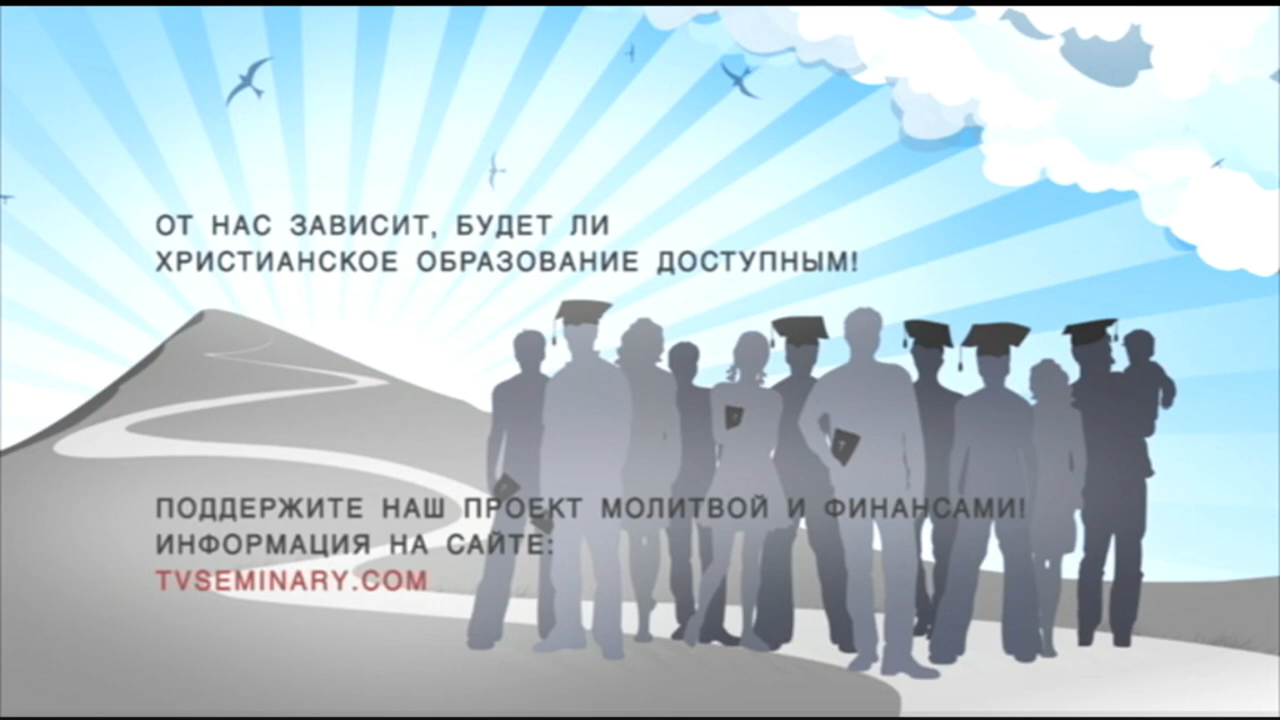 ОТ НАС ЗАВИСИТ, БУДЕТ ЛИ
ХРИСТИАНСКОЕ ОБРАЗОВАНИЕ ДОСТУПНЫМ!
ПОДДЕРЖИТЕ НАШ ПРОЕКТ МОЛИТВОЙ И ФИНАНСАМИ!
ИНФОРМАЦИЯ НА САЙТЕ:
TVSEMINARY.COM